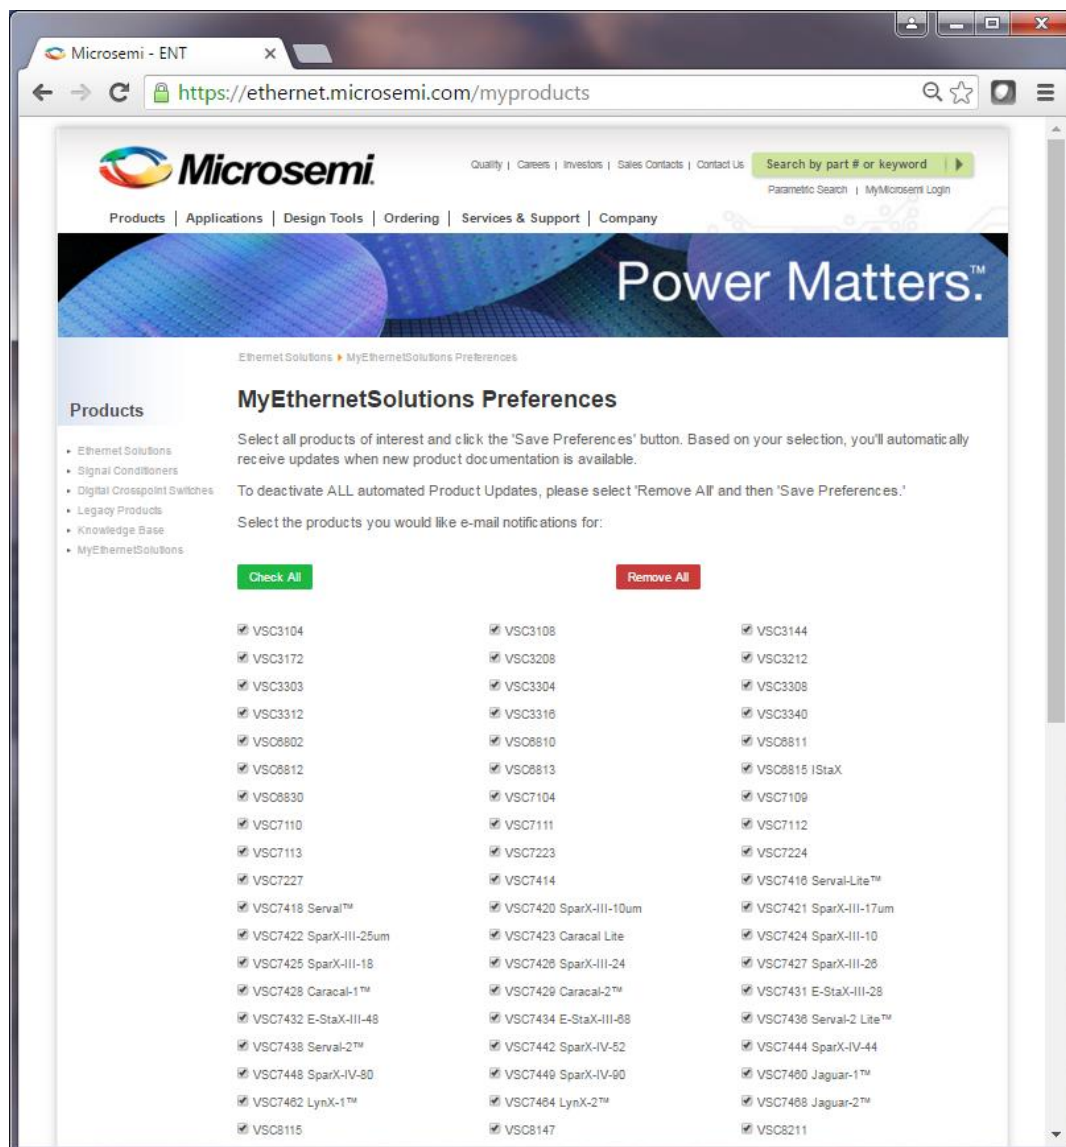 Microsemi - ENT
https://ethernet.microsemi.com/myproducts
Microsemi
Quality | Careers | Investors | Sales Contacts | Contact Us
Search by part # or keyword
Parametric Search | MyMicrosemi Login
Products | Applications | Design Tools | Ordering | Services & Support | Company
Power Matters.™
Ethernet Solutions MyEthernetSolutions Preferences
Products
Ethernet Solutions
Signal Conditioners
Digital Crosspoint Switches
Legacy Products
Knowledge Base
MyEthernetSolutions
MyEthernetSolutions Preferences
Select all products of interest and click the 'Save Preferences' button. Based on your selection, you'll automatically
receive updates when new product documentation is available.
To deactivate ALL automated Product Updates, please select 'Remove All' and then 'Save Preferences.'
Select the products you would like e-mail notifications for:
Check All Remove All
VSC3104 VSC3108 VSC3144
VSC3172 VSC3208 VSC3212
VSC3303 VSC3304 VSC3308
VSC3312 VSC3316 VSC3340
VSC6802 VSC6810 VSC6811
VSC6812 VSC6813 VSC6815 IStaX
VSC6830 VSC7104 VSC7109
VSC7110 VSC7111 VSC7112
VSC7113 VSC7223 VSC7224
VSC7227 VSC7414 VSC7416 Serval-Lite™
VSC7418 Serval™ VSC7420 SparX-III-10um VSC7421 SparX-III-17um
VSC7422 SparX-III-25um VSC7423 Caracal Lite VSC7424 SparX-III-10
VSC7425 SparX-III-18 VSC7426 SparX-III-24 VSC7427 SparX-III-26
VSC7428 Caracal-1™ VSC7429 Caracal-2™ VSC7431 E-StaX-III-28
VSC7432 E-StaX-III-48 VSC7434 E-StaX-III-68 VSC7436 Serval-2 Lite™
VSC7438 Serval-2™ VSC7442 SparX-IV-52 VSC7444 SparX-IV-44
VSC7448 SparX-IV-80 VSC7449 SparX-IV-90 VSC7460 Jaguar-1™
VSC7462 LynX-1™ VSC7464 LynX-2™ VSC7468 Jaguar-2™
VSC8115 VSC8147 VSC8211